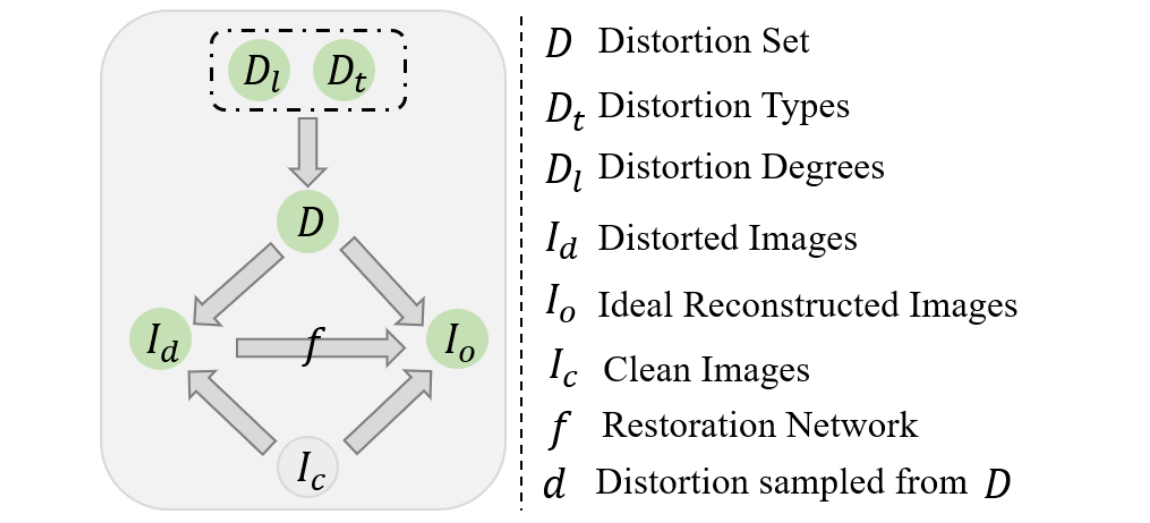 D_l D_t
D
I_d f I_o
I_c
D Distortion Set
D_t Distortion Types
D_l Distortion Degrees
I_d Distorted Images
I_o Ideal Reconstructed Images
I_c Clean Images
f Restoration Network
d Distortion sampled from D